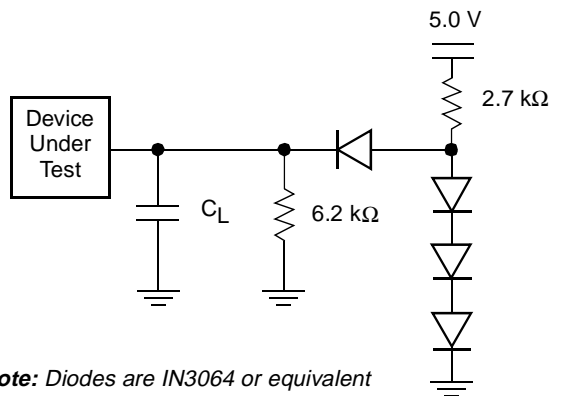 5.0 V
2.7 kΩ
Device
Under
Test
CL
6.2 kΩ
ote: Diodes are IN3064 or equivalent